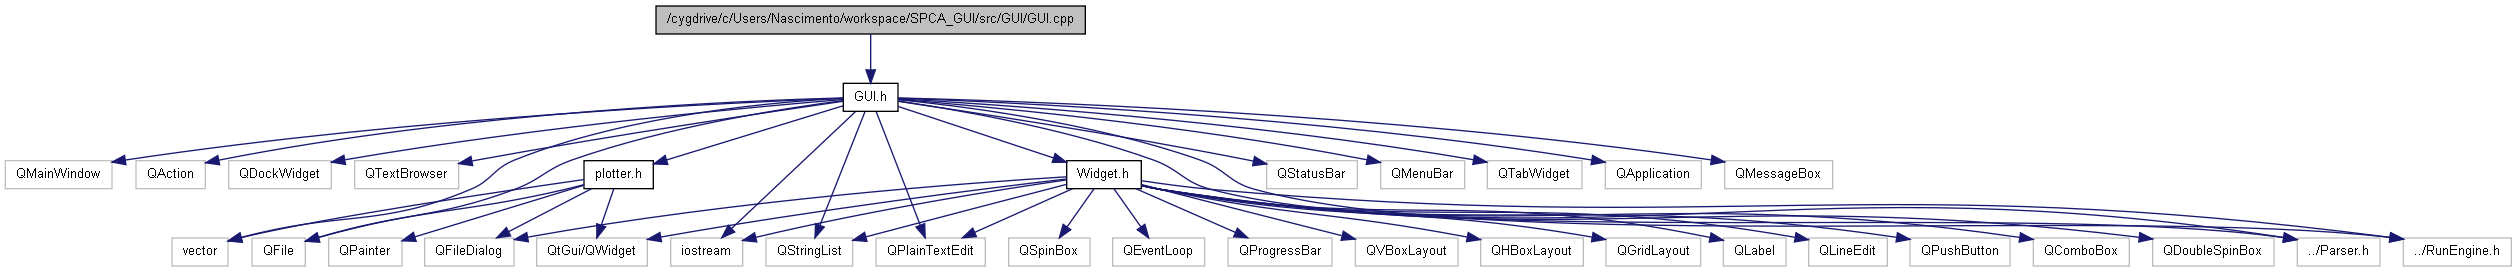 /cygdrive/c/Users/Nascimento/workspace/SPCA_GUI/src/GUI/GUI.cpp
GUI.h
QMainWindow
QAction
QDockWidget
QTextBrowser
plotter.h
Widget.h
QStatusBar
QMenuBar
QTabWidget
QApplication
QMessageBox
vector
QFile
QPainter
QFileDialog
QtGui/QWidget
iostream
QStringList
QPlainTextEdit
QSpinBox
QEventLoop
QProgressBar
QVBoxLayout
QHBoxLayout
QGridLayout
QLabel
QLineEdit
QPushButton
QComboBox
QDoubleSpinBox
../Parser.h
../RunEngine.h